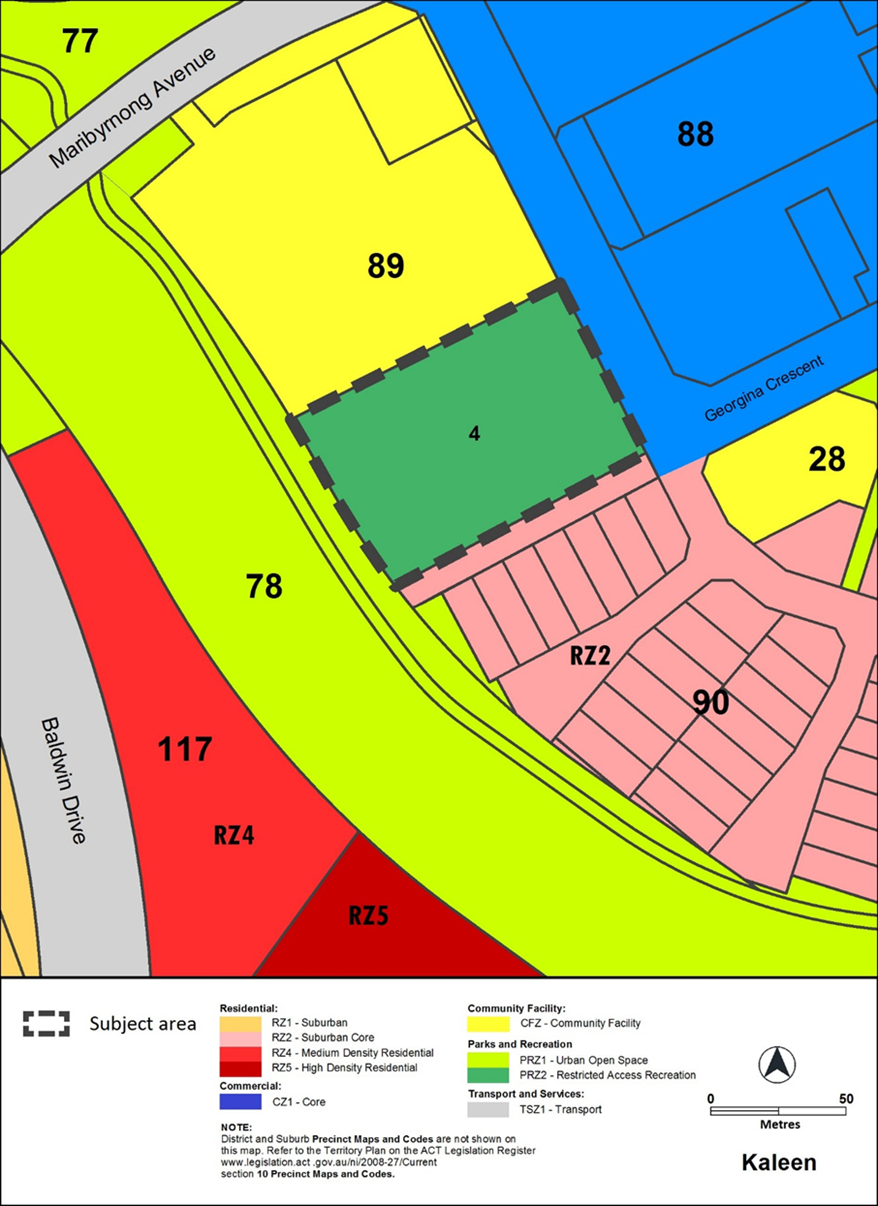 77
Maribyrnong Avenue
88
89
Georgina Crescent
4
28
78
RZ2
90
117
Baldwin Drive
RZ4
RZ5
Subject area
Residential:
RZ1 - Suburban
RZ2 - Suburban Core
RZ4 - Medium Density Residential
RZ5 - High Density Residential
Commercial:
CZ1 - Core
Community Facility:
CFZ - Community Facility
Parks and Recreation
PRZ1 - Urban Open Space
PRZ2 - Restricted Access Recreation
Transport and Services:
TSZ1 - Transport
NOTE:
District and Suburb Precinct Maps and Codes are not shown on
this map. Refer to the Territory Plan on the ACT Legislation Register
www.legislation.act .gov.au/ni/2008-27/Current
section 10 Precinct Maps and Codes.
0 50
Metres
Kaleen